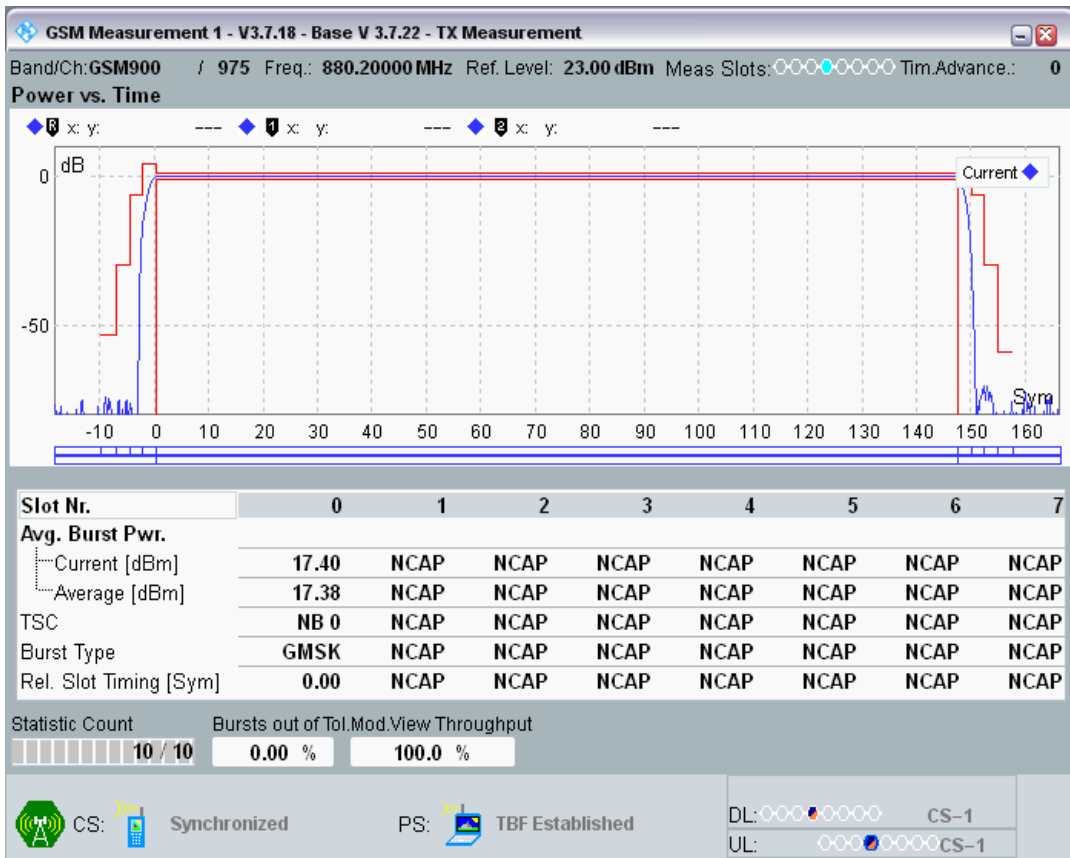 GSM Measurement 1 - V3.7.18 - Base V 3.7.22 - TX Measurement
Band/Ch:GSM900 / 975 Freq.: 880.20000 MHz Ref. Level: 23.00 dBm Meas Slots: Tim.Advance.: 0
Power vs. Time
R x: y: --- 1 x: y: --- 2 x: y: ---
dB
Current
0
-50
Sym
-10 0 10 20 30 40 50 60 70 80 90 100 110 120 130 140 150 160
Slot Nr. 0 1 2 3 4 5 6 7
Avg. Burst Pwr.
Current [dBm] 17.40 NCAP NCAP NCAP NCAP NCAP NCAP NCAP
Average [dBm] 17.38 NCAP NCAP NCAP NCAP NCAP NCAP NCAP
TSC NB 0 NCAP NCAP NCAP NCAP NCAP NCAP NCAP
Burst Type GMSK NCAP NCAP NCAP NCAP NCAP NCAP NCAP
Rel. Slot Timing [Sym] 0.00 NCAP NCAP NCAP NCAP NCAP NCAP NCAP
Statistic Count Bursts out of Tol.Mod.View Throughput
10 / 10 0.00 % 100.0 %
CS: Synchronized PS: TBF Established
DL: CS-1
UL: CS-1